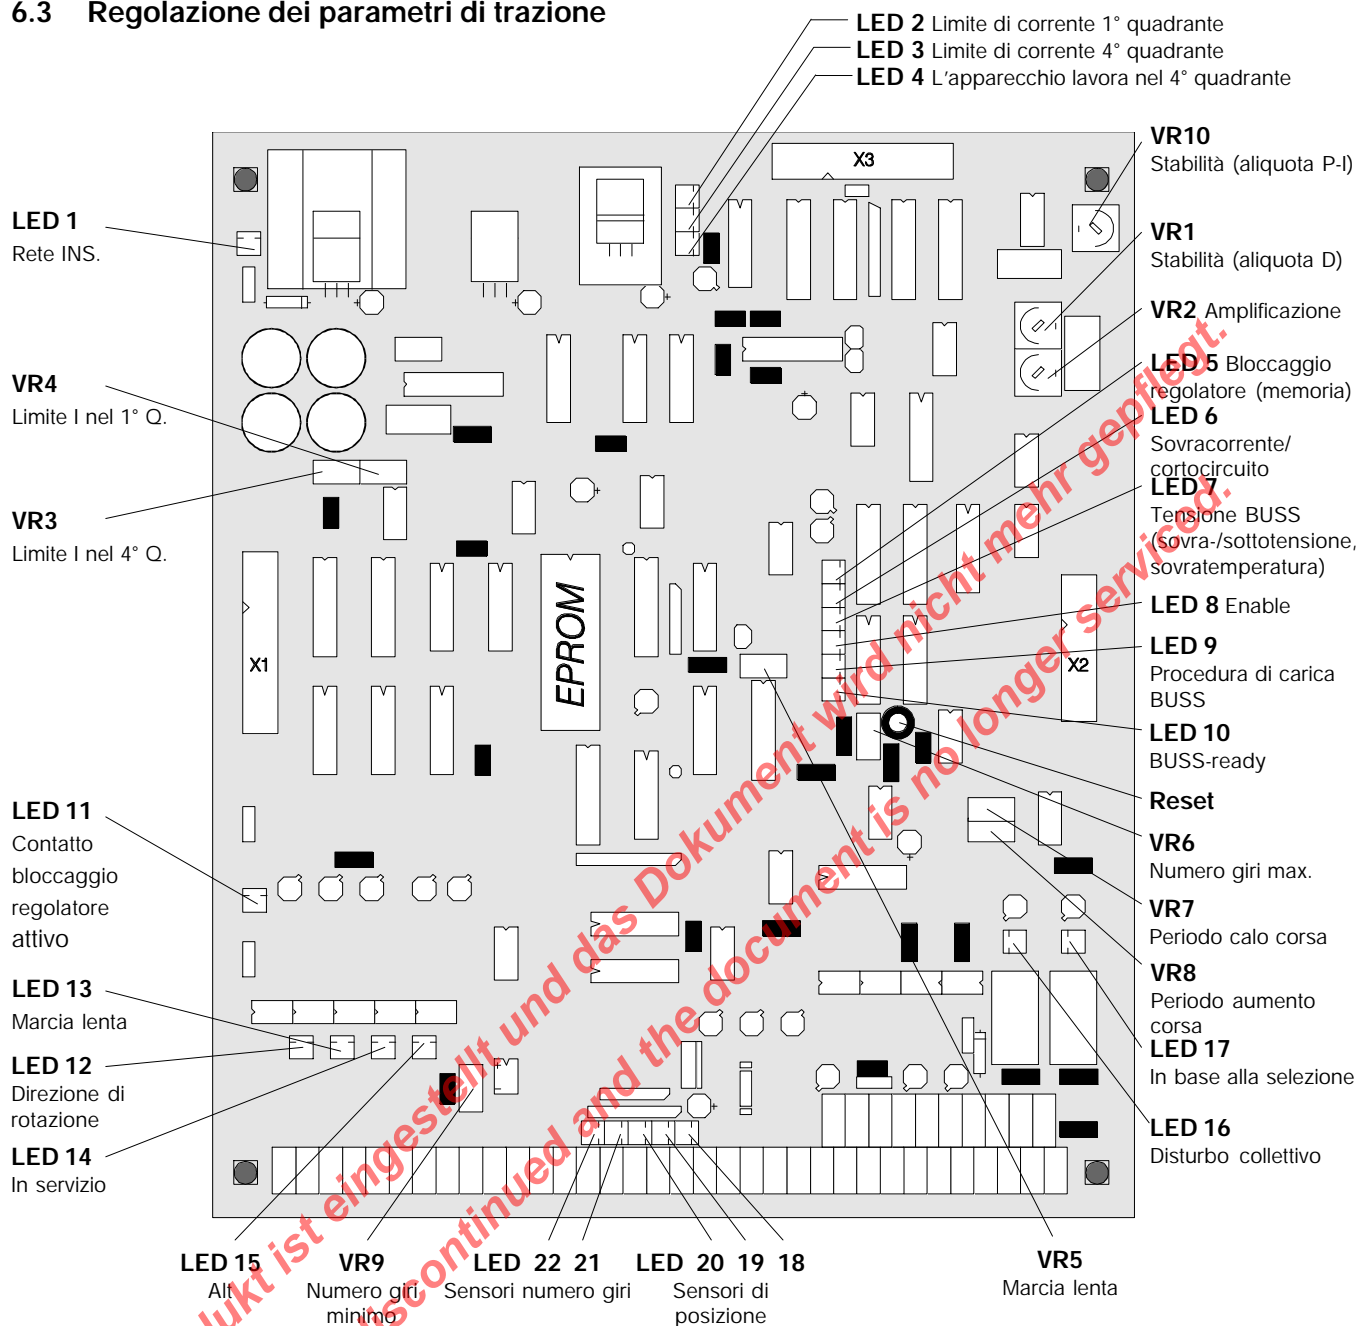 6.3 Regolazione dei parametri di trazione
LED 2 Limite di corrente 1° quadrante
LED 3 Limite di corrente 4° quadrante
LED 4 L'apparecchio lavora nel 4° quadrante
LED 1
Rete INS.
VR4
Limite I nel 1° Q.
VR3
Limite I nel 4° Q.
LED 11
Contatto
bloccaggio
regolatore
attivo
LED 13
Marcia lenta
LED 12
Direzione di
rotazione
LED 14
In servizio
X3
X1
EPROM
X2
VR10
Stabilità (aliquota P-I)
VR1
Stabilità (aliquota D)
VR2 Amplificazione
LED 5 Bloccaggio
regolatore (memoria)
LED 6
Sovracorrente/
cortocircuito
LED 7
Tensione BUSS
(sovra-/sottotensione,
sovratemperatura)
LED 8 Enable
LED 9
Procedura di carica
BUSS
LED 10
BUSS-ready
Reset
VR6
Numero giri max.
VR7
Periodo calo corsa
VR8
Periodo aumento
corsa
LED 17
In base alla selezione
LED 16
Disturbo collettivo
LED 15
Alt
VR9
Numero giri
minimo
LED 22 21
Sensori numero giri
LED 20 19 18
Sensori di
posizione
VR5
Marcia lenta
dukt ist eingestellt und das Dokument wird nicht mehr gepflegt.
discontinued and the document is no longer serviced.